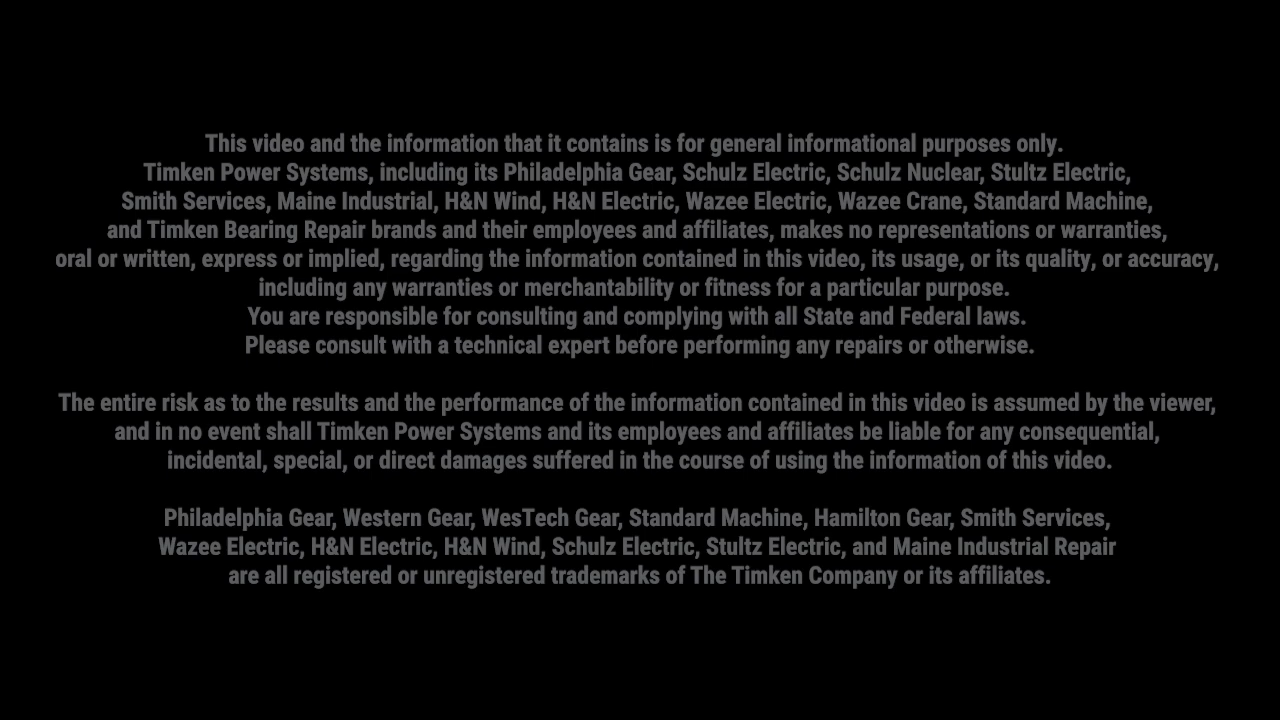 This video and the information that it contains is for general informational purposes only.
Timken Power Systems, including its Philadelphia Gear, Schulz Electric, Schulz Nuclear, Stultz Electric,
Smith Services, Maine Industrial, H&N Wind, H&N Electric, Wazee Electric, Wazee Crane, Standard Machine,
and Timken Bearing Repair brands and their employees and affiliates, makes no representations or warranties,
oral or written, express or implied, regarding the information contained in this video, its usage, or its quality, or accuracy,
including any warranties or merchantability or fitness for a particular purpose.
You are responsible for consulting and complying with all State and Federal laws.
Please consult with a technical expert before performing any repairs or otherwise.
The entire risk as to the results and the performance of the information contained in this video is assumed by the viewer,
and in no event shall Timken Power Systems and its employees and affiliates be liable for any consequential,
incidental, special, or direct damages suffered in the course of using the information of this video.
Philadelphia Gear, Western Gear, WesTech Gear, Standard Machine, Hamilton Gear, Smith Services,
Wazee Electric, H&N Electric, H&N Wind, Schulz Electric, Stultz Electric, and Maine Industrial Repair
are all registered or unregistered trademarks of The Timken Company or its affiliates.